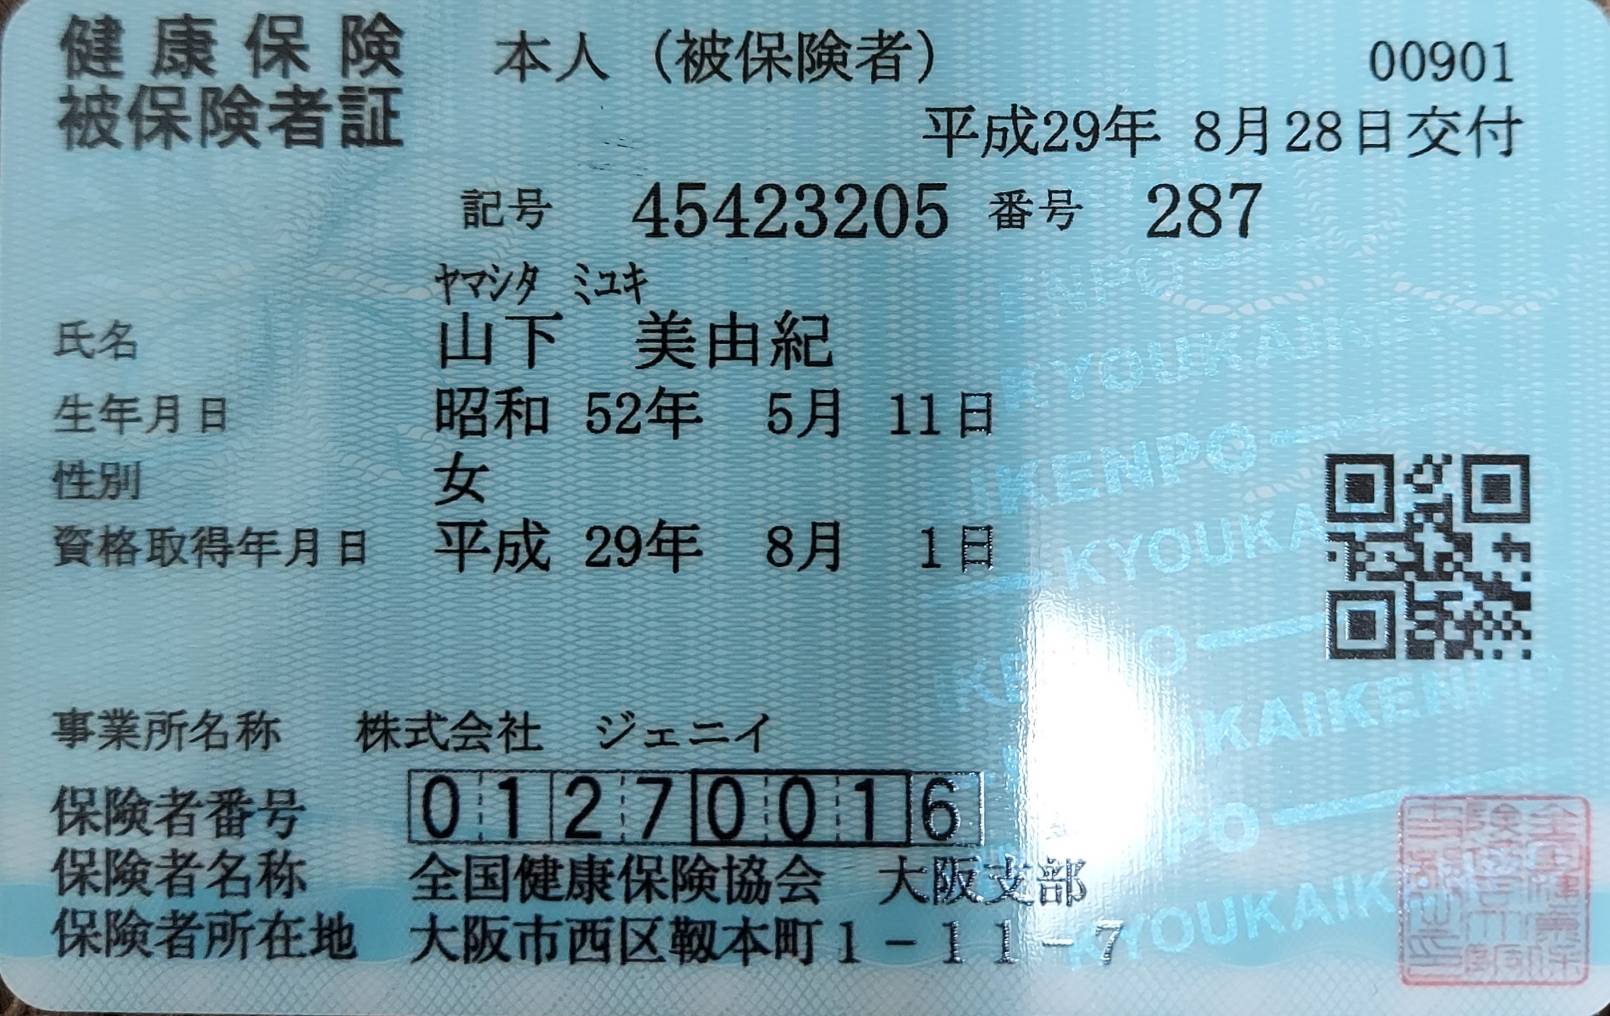 健康保険 本人（被保険者） 00901
被保険者証 平成29年 8月28日交付
記号 45423205 番号 287
ﾔﾏｼﾀ ﾐﾕｷ
氏名 山下 美由紀
生年月日 昭和 52年 5月 11日
性別 女
資格取得年月日 平成 29年 8月 1日
事業所名称 株式会社 ジェニイ
保険者番号 01270016
保険者名称 全国健康保険協会 大阪支部
保険者所在地 大阪市西区靱本町1－11－7
KYOUKAIKENPO